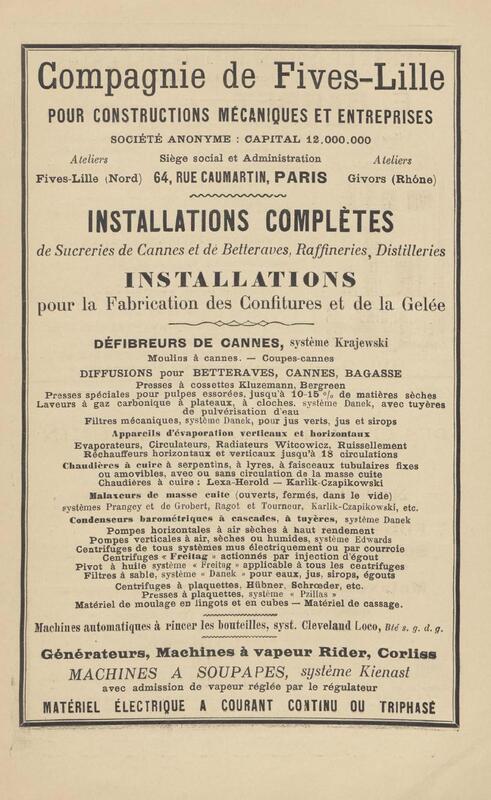 Compagnie de Fives-Lille
POUR CONSTRUCTIONS MÉCANIQUES ET ENTREPRISES
SOCIÉTÉ ANONYME : CAPITAL 12.000.000
Ateliers Siège social et Administration Ateliers
Fives-Lille (Nord) 64, RUE CAUMARTIN, PARIS Givors (Rhône)
INSTALLATIONS COMPLÈTES
de Sucreries de Cannes et de Betteraves, Raffineries, Distilleries
INSTALLATIONS
pour la Fabrication des Confitures et de la Gelée
DÉFIBREURS DE CANNES, système Krajewski
Moulins à cannes. — Coupes-cannes
DIFFUSIONS pour BETTERAVES, CANNES, BAGASSE
Presses à cossettes Kluzemann, Bergreen
Presses spéciales pour pulpes essorées, jusqu'à 10-15 % de matières sèches
Laveurs à gaz carbonique à plateaux, à cloches, système Danek, avec tuyères
de pulvérisation d'eau
Filtres mécaniques, système Danek, pour jus verts, jus et sirops
Appareils d'évaporation verticaux et horizontaux
Evaporateurs, Circulateurs, Radiateurs Witcowicz, Ruissellement
Réchauffeurs horizontaux et verticaux jusqu'à 18 circulations
Chaudières à cuire à serpentins, à lyres, à faisceaux tubulaires fixes
ou amovibles, avec ou sans circulation de la masse cuite
Chaudières à cuire : Lexa-Herold — Karlik-Czapikowski
Malaxeurs de masse cuite (ouverts, fermés, dans le vide)
systèmes Prangey et de Grobert, Ragot et Tourneur, Karlik-Czapikowski, etc.
Condenseurs barométriques à cascades, à tuyères, système Danek
Pompes horizontales à air sèches à haut rendement
Pompes verticales à air, sèches ou humides, système Edwards
Centrifuges de tous systèmes mus électriquement ou par courroie
Centrifuges « Freitag » actionnés par injection d'égout
Pivot à huile système « Freitag » applicable à tous les centrifuges
Filtres à sable, système « Danek » pour eaux, jus, sirops, égouts
Centrifuges à plaquettes, Hübner, Schrœder, etc.
Presses à plaquettes, système « Pzillas »
Matériel de moulage en lingots et en cubes — Matériel de cassage.
Machines automatiques à rincer les bouteilles, syst. Cleveland Loco, Bté s. g. d. g.
Générateurs, Machines à vapeur Rider, Corliss
MACHINES A SOUPAPES, système Kienast
avec admission de vapeur réglée par le régulateur
MATÉRIEL ÉLECTRIQUE A COURANT CONTINU OU TRIPHASÉ